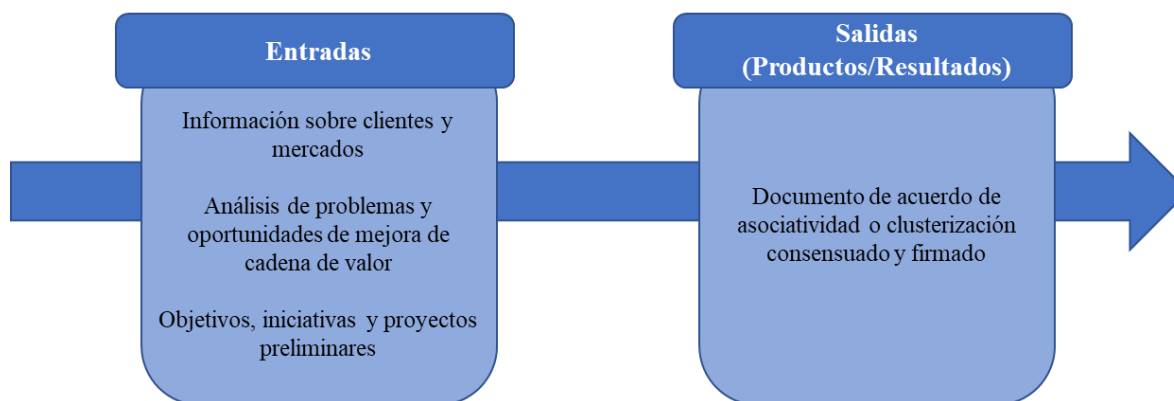 Entradas
Información sobre clientes y
mercados
Análisis de problemas y
oportunidades de mejora de
cadena de valor
Objetivos, iniciativas y proyectos
preliminares
Salidas
(Productos/Resultados)
Documento de acuerdo de
asociatividad o clusterización
consensuado y firmado